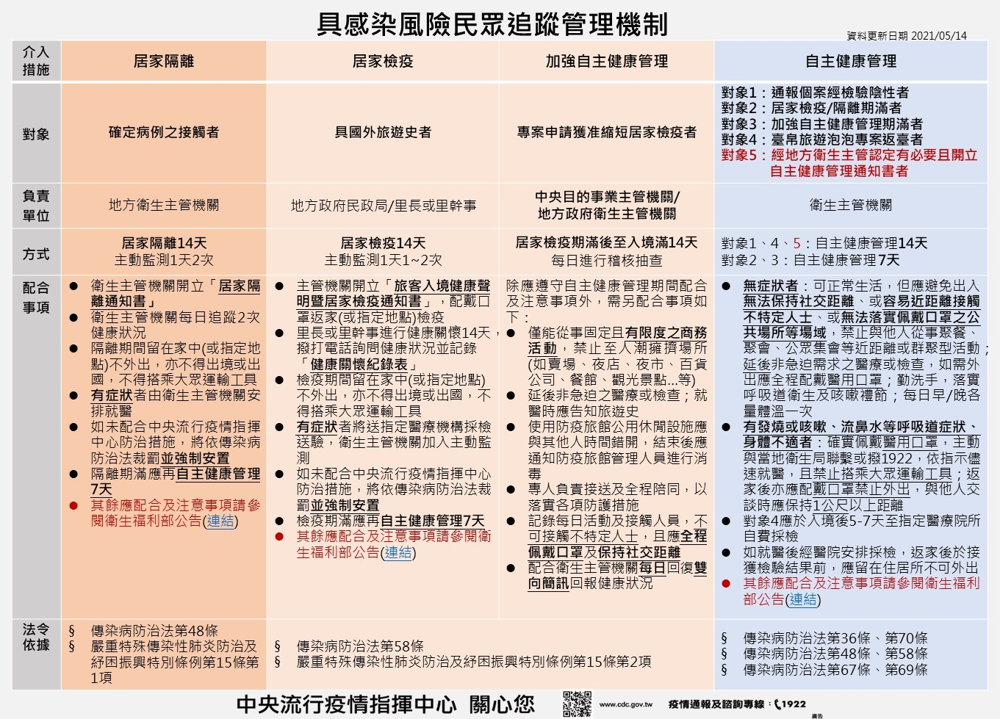 具感染風險民眾追蹤管理機制
資料更新日期 2021/05/14
介入
措施
居家隔離
居家檢疫
加強自主健康管理
自主健康管理
對象
確定病例之接觸者
具國外旅遊史者
專案申請獲准縮短居家檢疫者
對象1：通報個案經檢驗陰性者
對象2：居家檢疫/隔離期滿者
對象3：加強自主健康管理期滿者
對象4：臺帛旅遊泡泡專案返臺者
對象5：經地方衛生主管認定有必要且開立
自主健康管理通知書者
負責
單位
地方衛生主管機關
地方政府民政局/里長或里幹事
中央目的事業主管機關/
地方政府衛生主管機關
衛生主管機關
方式
居家隔離14天
主動監測1天2次
居家檢疫14天
主動監測1天1~2次
居家檢疫期滿後至入境滿14天
每日進行稽核抽查
對象1、4、5：自主健康管理14天
對象2、3：自主健康管理7天
配合
事項
● 衛生主管機關開立「居家隔
離通知書」
● 衛生主管機關每日追蹤2次
健康狀況
● 隔離期間留在家中(或指定地
點)不外出，亦不得出境或出
國，不得搭乘大眾運輸工具
● 有症狀者由衛生主管機關安
排就醫
● 如未配合中央流行疫情指揮
中心防治措施，將依傳染病
防治法裁罰並強制安置
● 隔離期滿應再自主健康管理
7天
● 其餘應配合及注意事項請參
閱衛生福利部公告(連結)
● 主管機關開立「旅客入境健康聲
明暨居家檢疫通知書」，配戴口
罩返家(或指定地點)檢疫
● 里長或里幹事進行健康關懷14天，
撥打電話詢問健康狀況並記錄
「健康關懷紀錄表」
● 檢疫期間留在家中(或指定地點)
不外出，亦不得出境或出國，不
得搭乘大眾運輸工具
● 有症狀者將送指定醫療機構採檢
送驗，衛生主管機關加入主動監
測
● 如未配合中央流行疫情指揮中心
防治措施，將依傳染病防治法裁
罰並強制安置
● 檢疫期滿應再自主健康管理7天
● 其餘應配合及注意事項請參閱衛
生福利部公告(連結)
除應遵守自主健康管理期間配合
及注意事項外，需另配合事項如
下：
● 僅能從事固定且有限度之商務
活動，禁止至人潮擁擠場所
(如賣場、夜店、夜市、百貨
公司、餐館、觀光景點...等)
● 延後非急迫之醫療或檢查；就
醫時應告知旅遊史
● 使用防疫旅館公用休閒設施應
與其他人時間錯開，結束後應
通知防疫旅館管理人員進行消
毒
● 專人負責接送及全程陪同，以
落實各項防護措施
● 記錄每日活動及接觸人員，不
可接觸不特定人士，且應全程
佩戴口罩及保持社交距離
● 配合衛生主管機關每日回復雙
向簡訊回報健康狀況
● 無症狀者：可正常生活，但應避免出入
無法保持社交距離、或容易近距離接觸
不特定人士、或無法落實佩戴口罩之公
共場所等場域，禁止與他人從事聚餐、
聚會、公眾集會等近距離或群聚型活動；
延後非急迫需求之醫療或檢查，如需外
出應全程配戴醫用口罩；勤洗手，落實
呼吸道衛生及咳嗽禮節；每日早/晚各
量體溫一次
● 有發燒或咳嗽、流鼻水等呼吸道症狀、
身體不適者：確實佩戴醫用口罩，主動
與當地衛生局聯繫或撥1922，依指示儘
速就醫，且禁止搭乘大眾運輸工具；返
家後亦應配戴口罩禁止外出，與他人交
談時應保持1公尺以上距離
● 對象4應於入境後5-7天至指定醫療院所
自費採檢
● 如就醫後經醫院安排採檢，返家後於接
獲檢驗結果前，應留在住居所不可外出
● 其餘應配合及注意事項請參閱衛生福利
部公告(連結)
法令
依據
§ 傳染病防治法第48條
§ 嚴重特殊傳染性肺炎防治及
紓困振興特別條例第15條第
1項
§ 傳染病防治法第58條
§ 嚴重特殊傳染性肺炎防治及紓困振興特別條例第15條第2項
§ 傳染病防治法第36條、第70條
§ 傳染病防治法第48條、第58條
§ 傳染病防治法第67條、第69條
中央流行疫情指揮中心 關心您
www.cdc.gov.tw
疫情通報及諮詢專線：1922
廣告